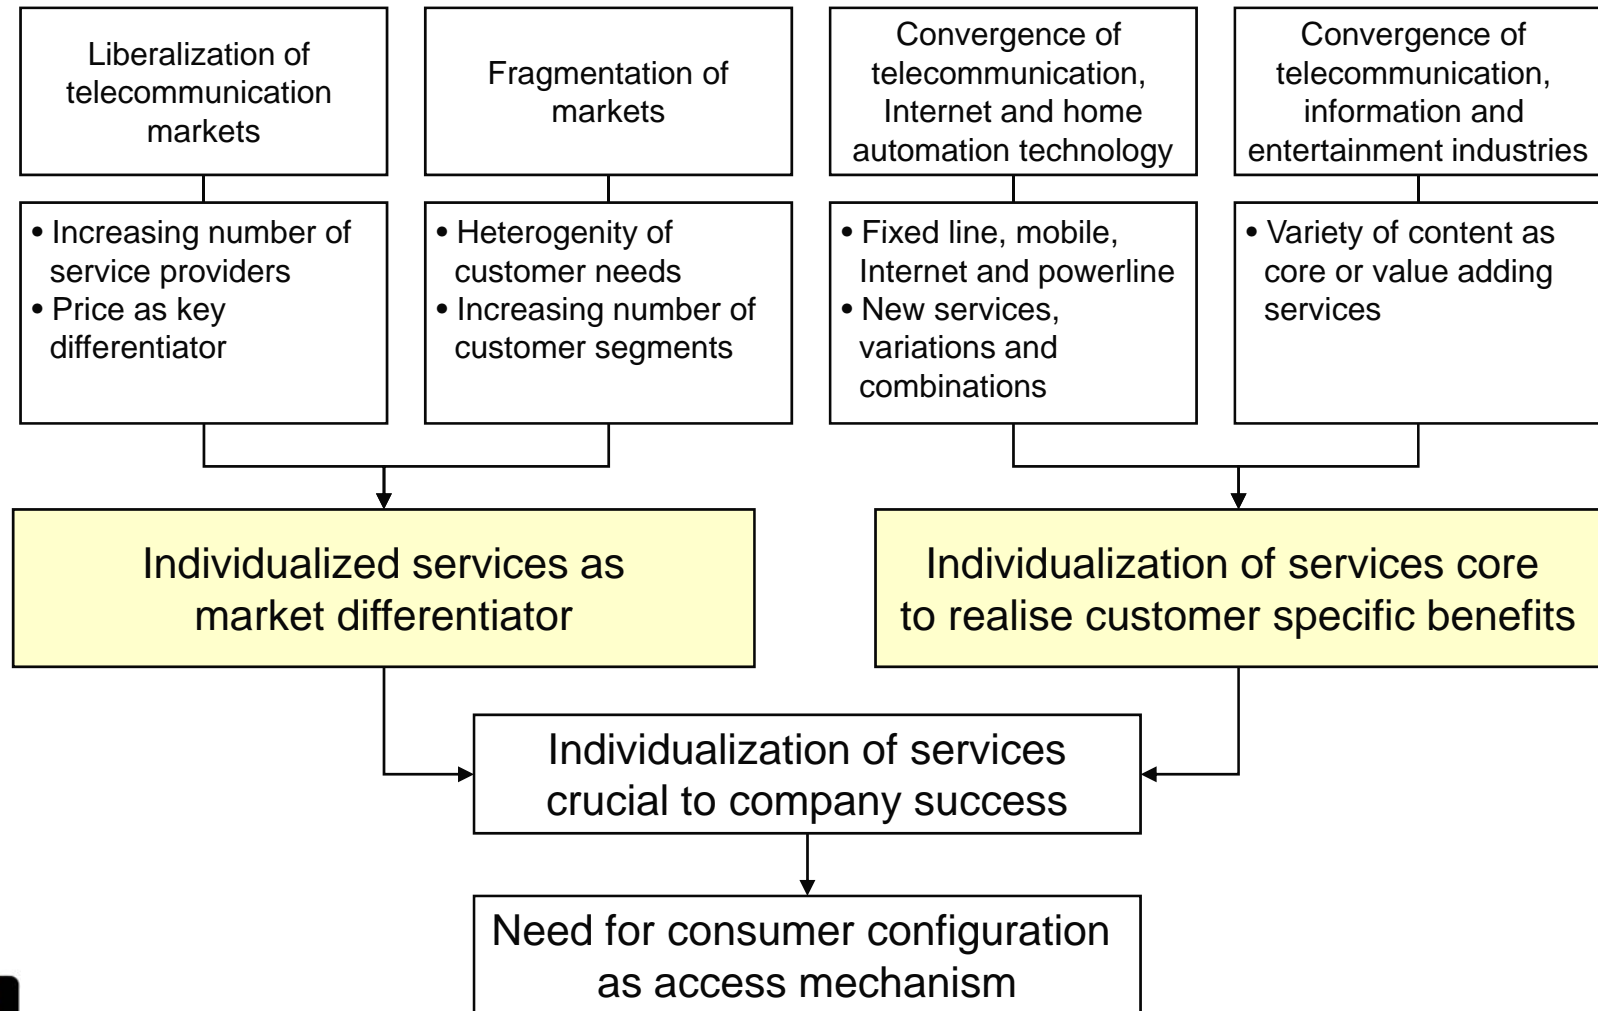 Liberalization of
telecommunication
markets
Fragmentation of
markets
Convergence of
telecommunication,
Internet and home
automation technology
Convergence of
telecommunication,
information and
entertainment industries
• Increasing number of
service providers
• Price as key
differentiator
• Heterogenity of
customer needs
• Increasing number of
customer segments
• Fixed line, mobile,
Internet and powerline
• New services,
variations and
combinations
• Variety of content as
core or value adding
services
Individualized services as
market differentiator
Individualization of services core
to realise customer specific benefits
Individualization of services
crucial to company success
Need for consumer configuration
as access mechanism